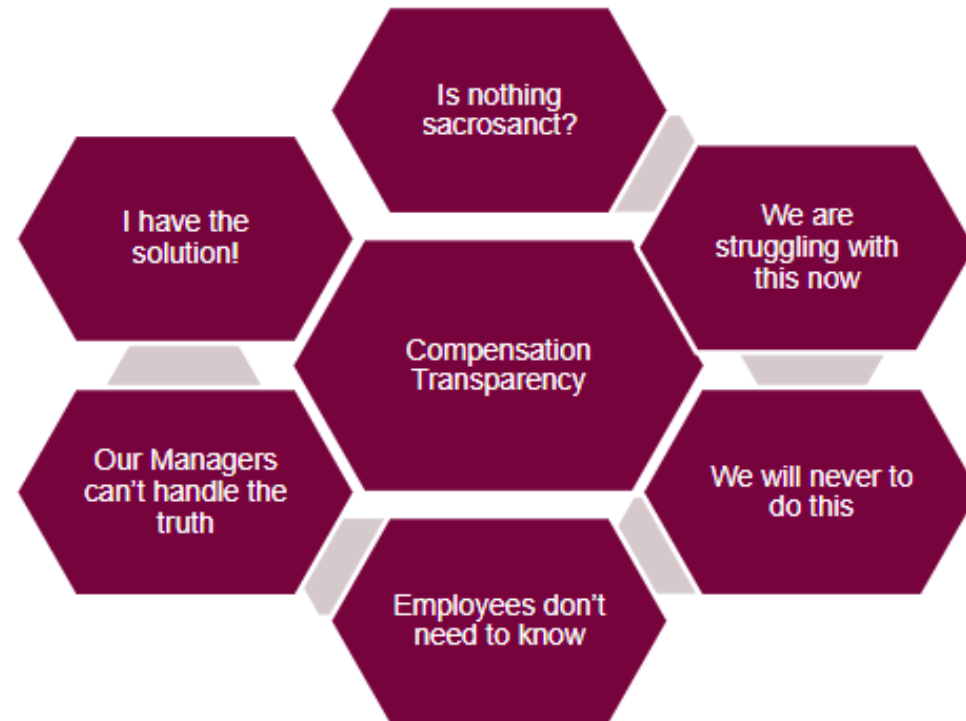 Is nothing
sacrosanct?
I have the
solution!
We are
struggling with
this now
Compensation
Transparency
Our Managers
can't handle the
truth
We will never to
do this
Employees don't
need to know